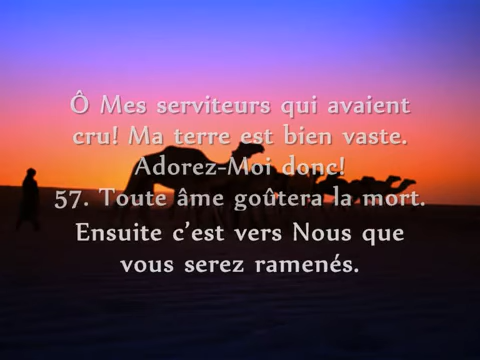 Ô Mes serviteurs qui avaient
cru! Ma terre est bien vaste.
Adorez-Moi donc!
57. Toute âme goûtera la mort.
Ensuite c’est vers Nous que
vous serez ramenés.